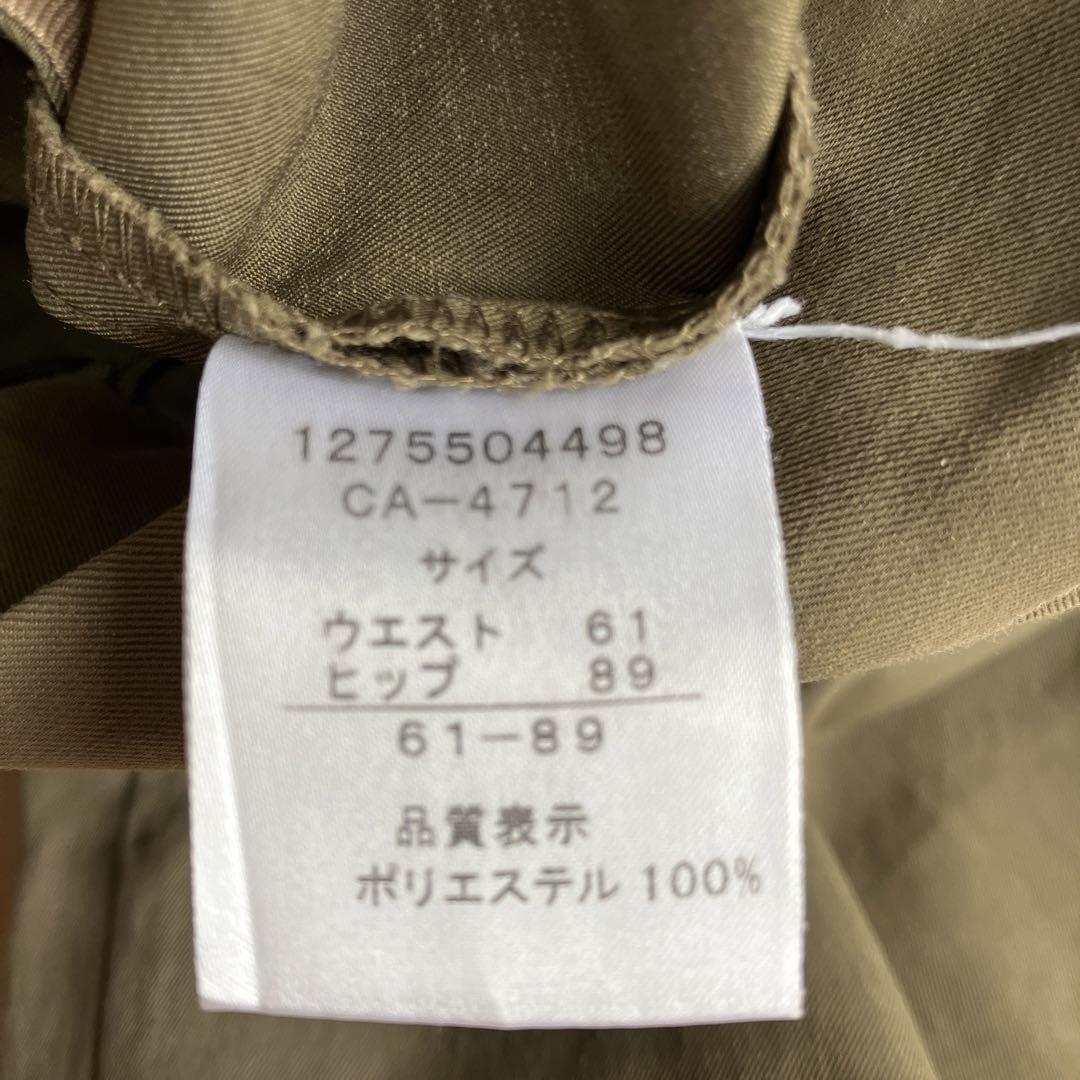 1275504498
CA-4712
サイズ
ウエスト 61
ヒップ 89
61-89
品質表示
ポリエステル 100%